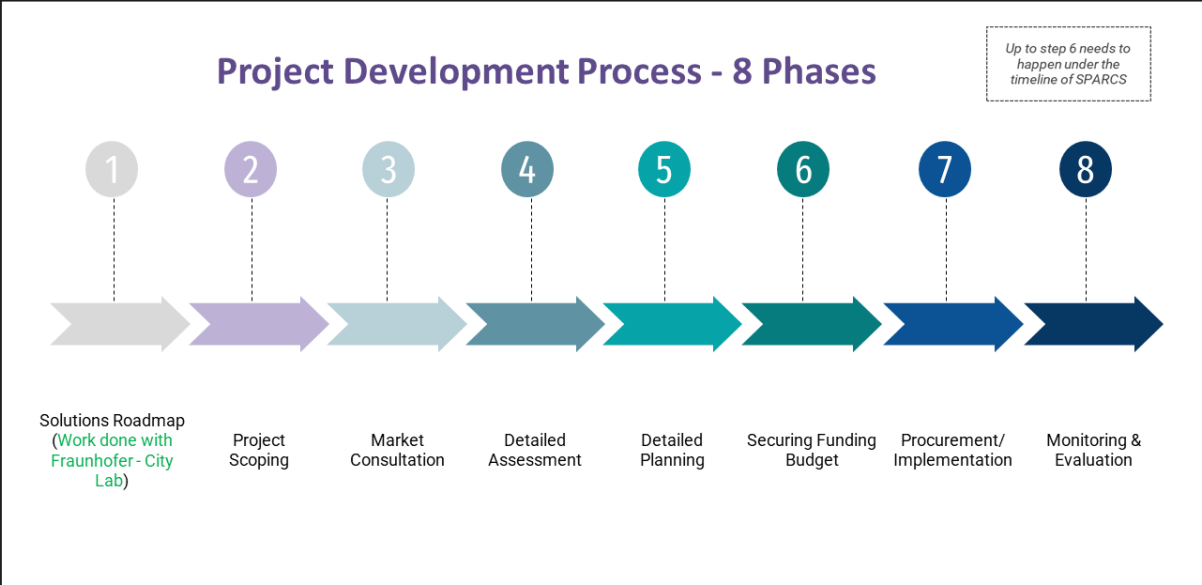 Project Development Process - 8 Phases
Up to step 6 needs to
happen under the
timeline of SPARCS
1
2
3
4
5
6
7
8
Solutions Roadmap
(Work done with
Fraunhofer - City
Lab)
Project
Scoping
Market
Consultation
Detailed
Assessment
Detailed
Planning
Securing Funding
Budget
Procurement/
Implementation
Monitoring &
Evaluation